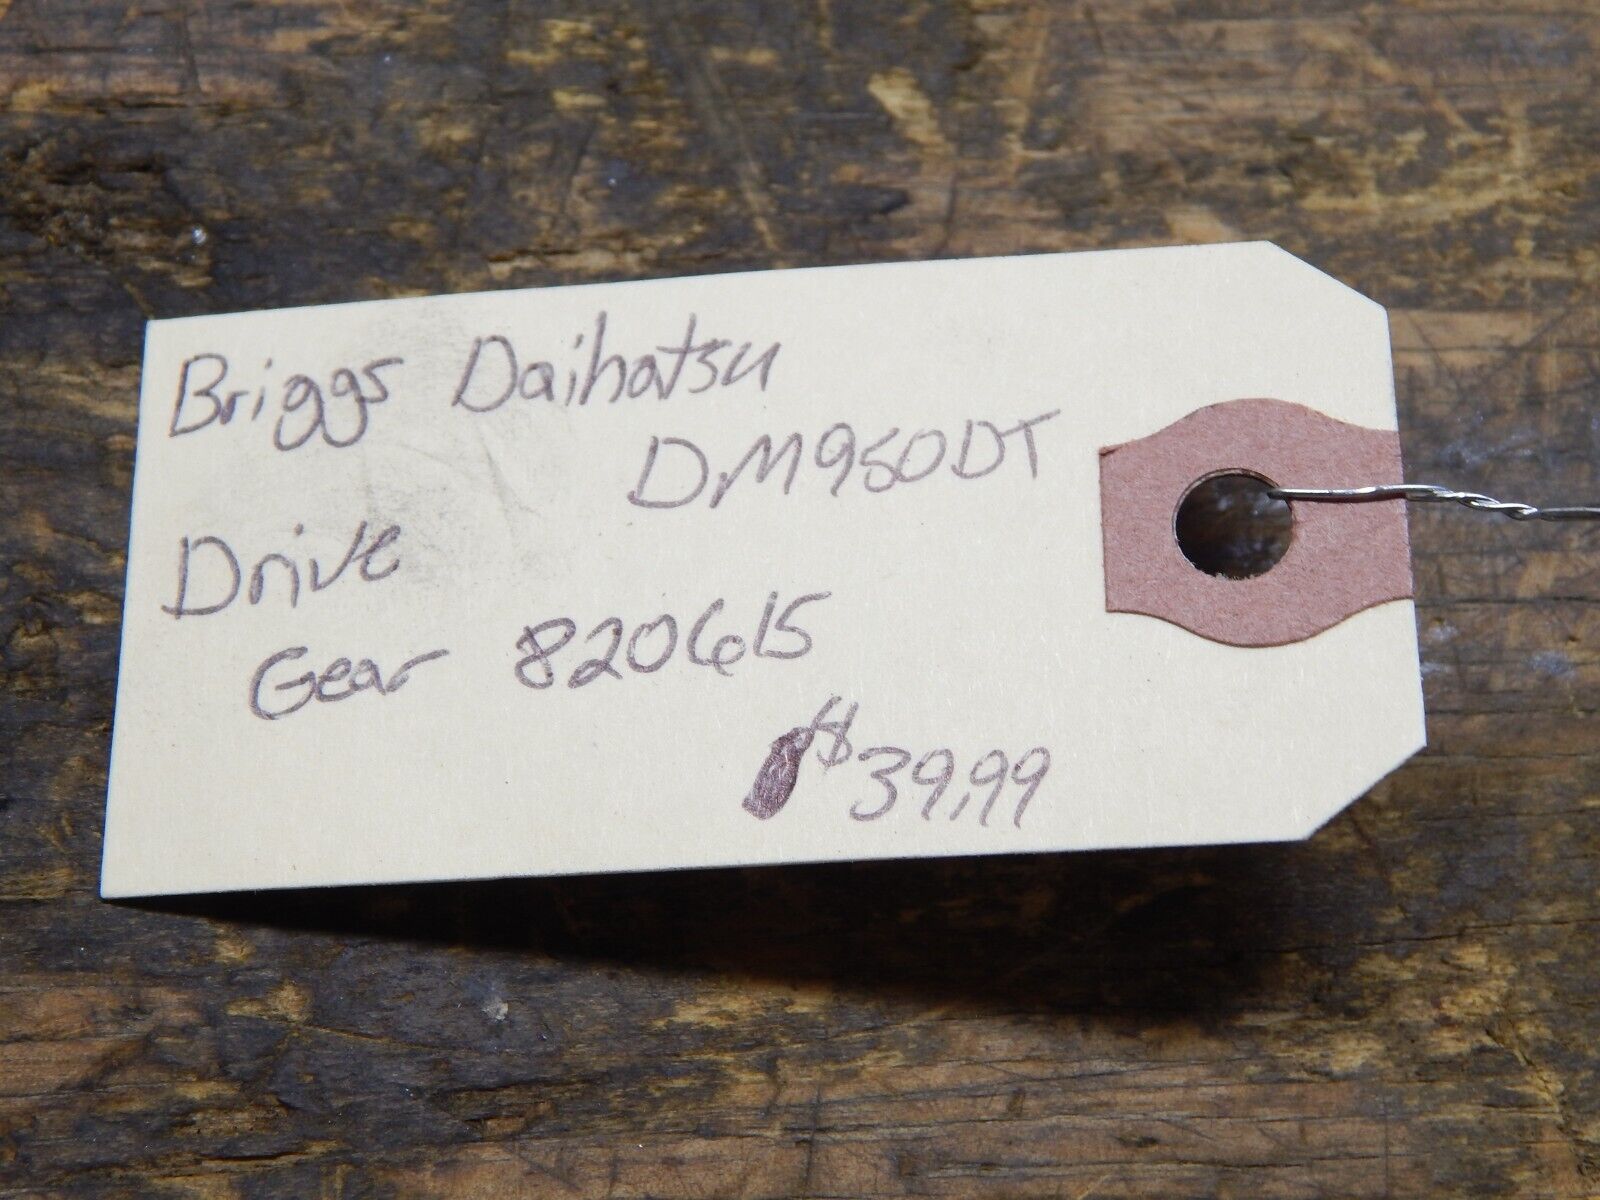 Briggs Daihatsu
DM950DT
Drive
Gear 820615
$39.99